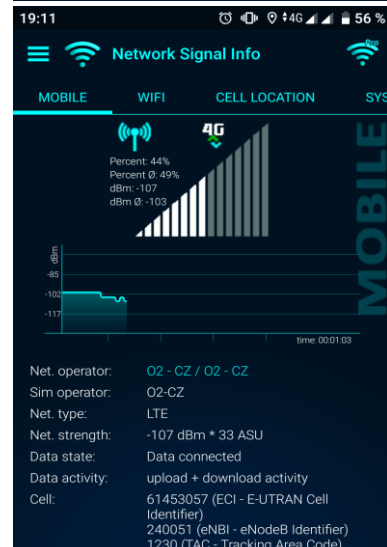 19:11
4G
56 %
Network Signal Info
Pro
MOBILE
WIFI
CELL LOCATION
SYS
4G
Percent: 44%
Percent Ø: 49%
dBm: -107
dBm Ø: -103
MOBILE
dBm
-85
-102
-117
time: 00:01:03
Net. operator: O2 - CZ / O2 - CZ
Sim operator: O2-CZ
Net. type: LTE
Net. strength: -107 dBm * 33 ASU
Data state: Data connected
Data activity: upload + download activity
Cell: 61453057 (ECI - E-UTRAN Cell
Identifier)
240051 (eNBI - eNodeB Identifier)
1230 (TAC - Tracking Area Code)